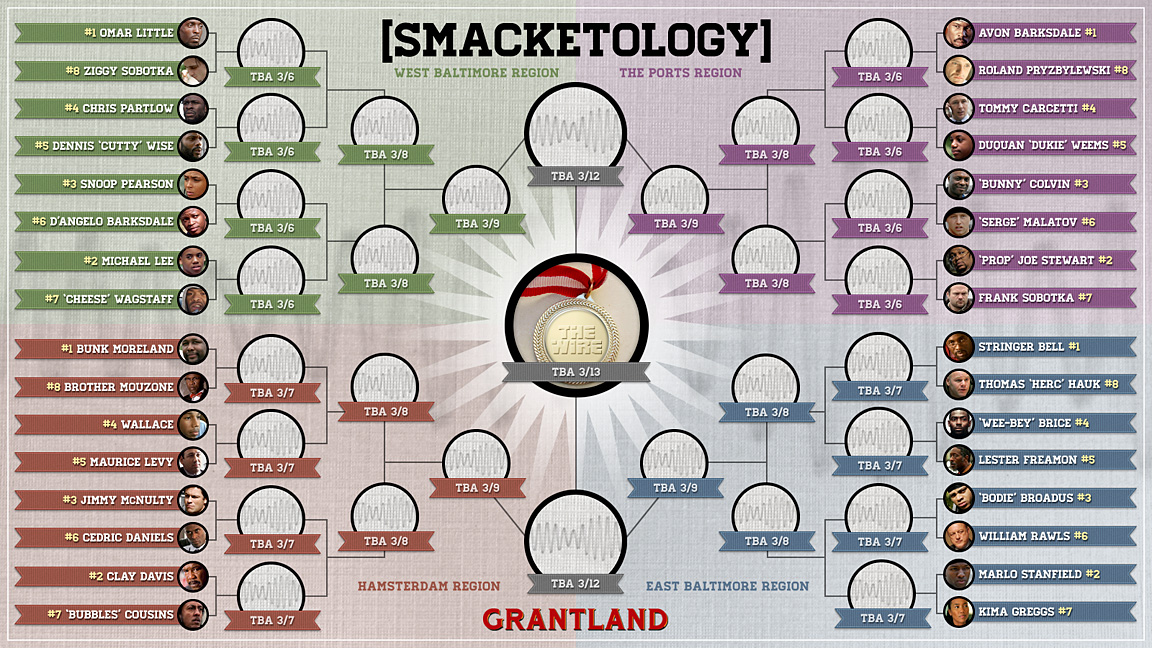 [SMACKETOLOGY]
WEST BALTIMORE REGION
#1 OMAR LITTLE
#8 ZIGGY SOBOTKA
TBA 3/6
#4 CHRIS PARTLOW
#5 DENNIS 'CUTTY' WISE
TBA 3/6
#3 SNOOP PEARSON
#6 D'ANGELO BARKSDALE
TBA 3/6
#2 MICHAEL LEE
#7 'CHEESE' WAGSTAFF
TBA 3/6
TBA 3/8
TBA 3/8
TBA 3/9
THE PORTS REGION
AVON BARKSDALE #1
ROLAND PRYZBYLEWSKI #8
TBA 3/6
TOMMY CARCETTI #4
DUQUAN 'DUKIE' WEEMS #5
TBA 3/6
'BUNNY' COLVIN #3
'SERGE' MALATOV #6
TBA 3/6
'PROP' JOE STEWART #2
FRANK SOBOTKA #7
TBA 3/6
TBA 3/8
TBA 3/8
TBA 3/9
TBA 3/12
THE
WIRE
TBA 3/13
#1 BUNK MORELAND
#8 BROTHER MOUZONE
TBA 3/7
#4 WALLACE
#5 MAURICE LEVY
TBA 3/7
#3 JIMMY McNULTY
#6 CEDRIC DANIELS
TBA 3/7
#2 CLAY DAVIS
#7 'BUBBLES' COUSINS
TBA 3/7
TBA 3/8
TBA 3/8
TBA 3/9
HAMSTERDAM REGION
STRINGER BELL #1
THOMAS 'HERC' HAUK #8
TBA 3/7
'WEE-BEY' BRICE #4
LESTER FREAMON #5
TBA 3/7
'BODIE' BROADUS #3
WILLIAM RAWLS #6
TBA 3/7
MARLO STANFIELD #2
KIMA GREGGS #7
TBA 3/7
TBA 3/8
TBA 3/8
TBA 3/9
EAST BALTIMORE REGION
TBA 3/12
GRANTLAND